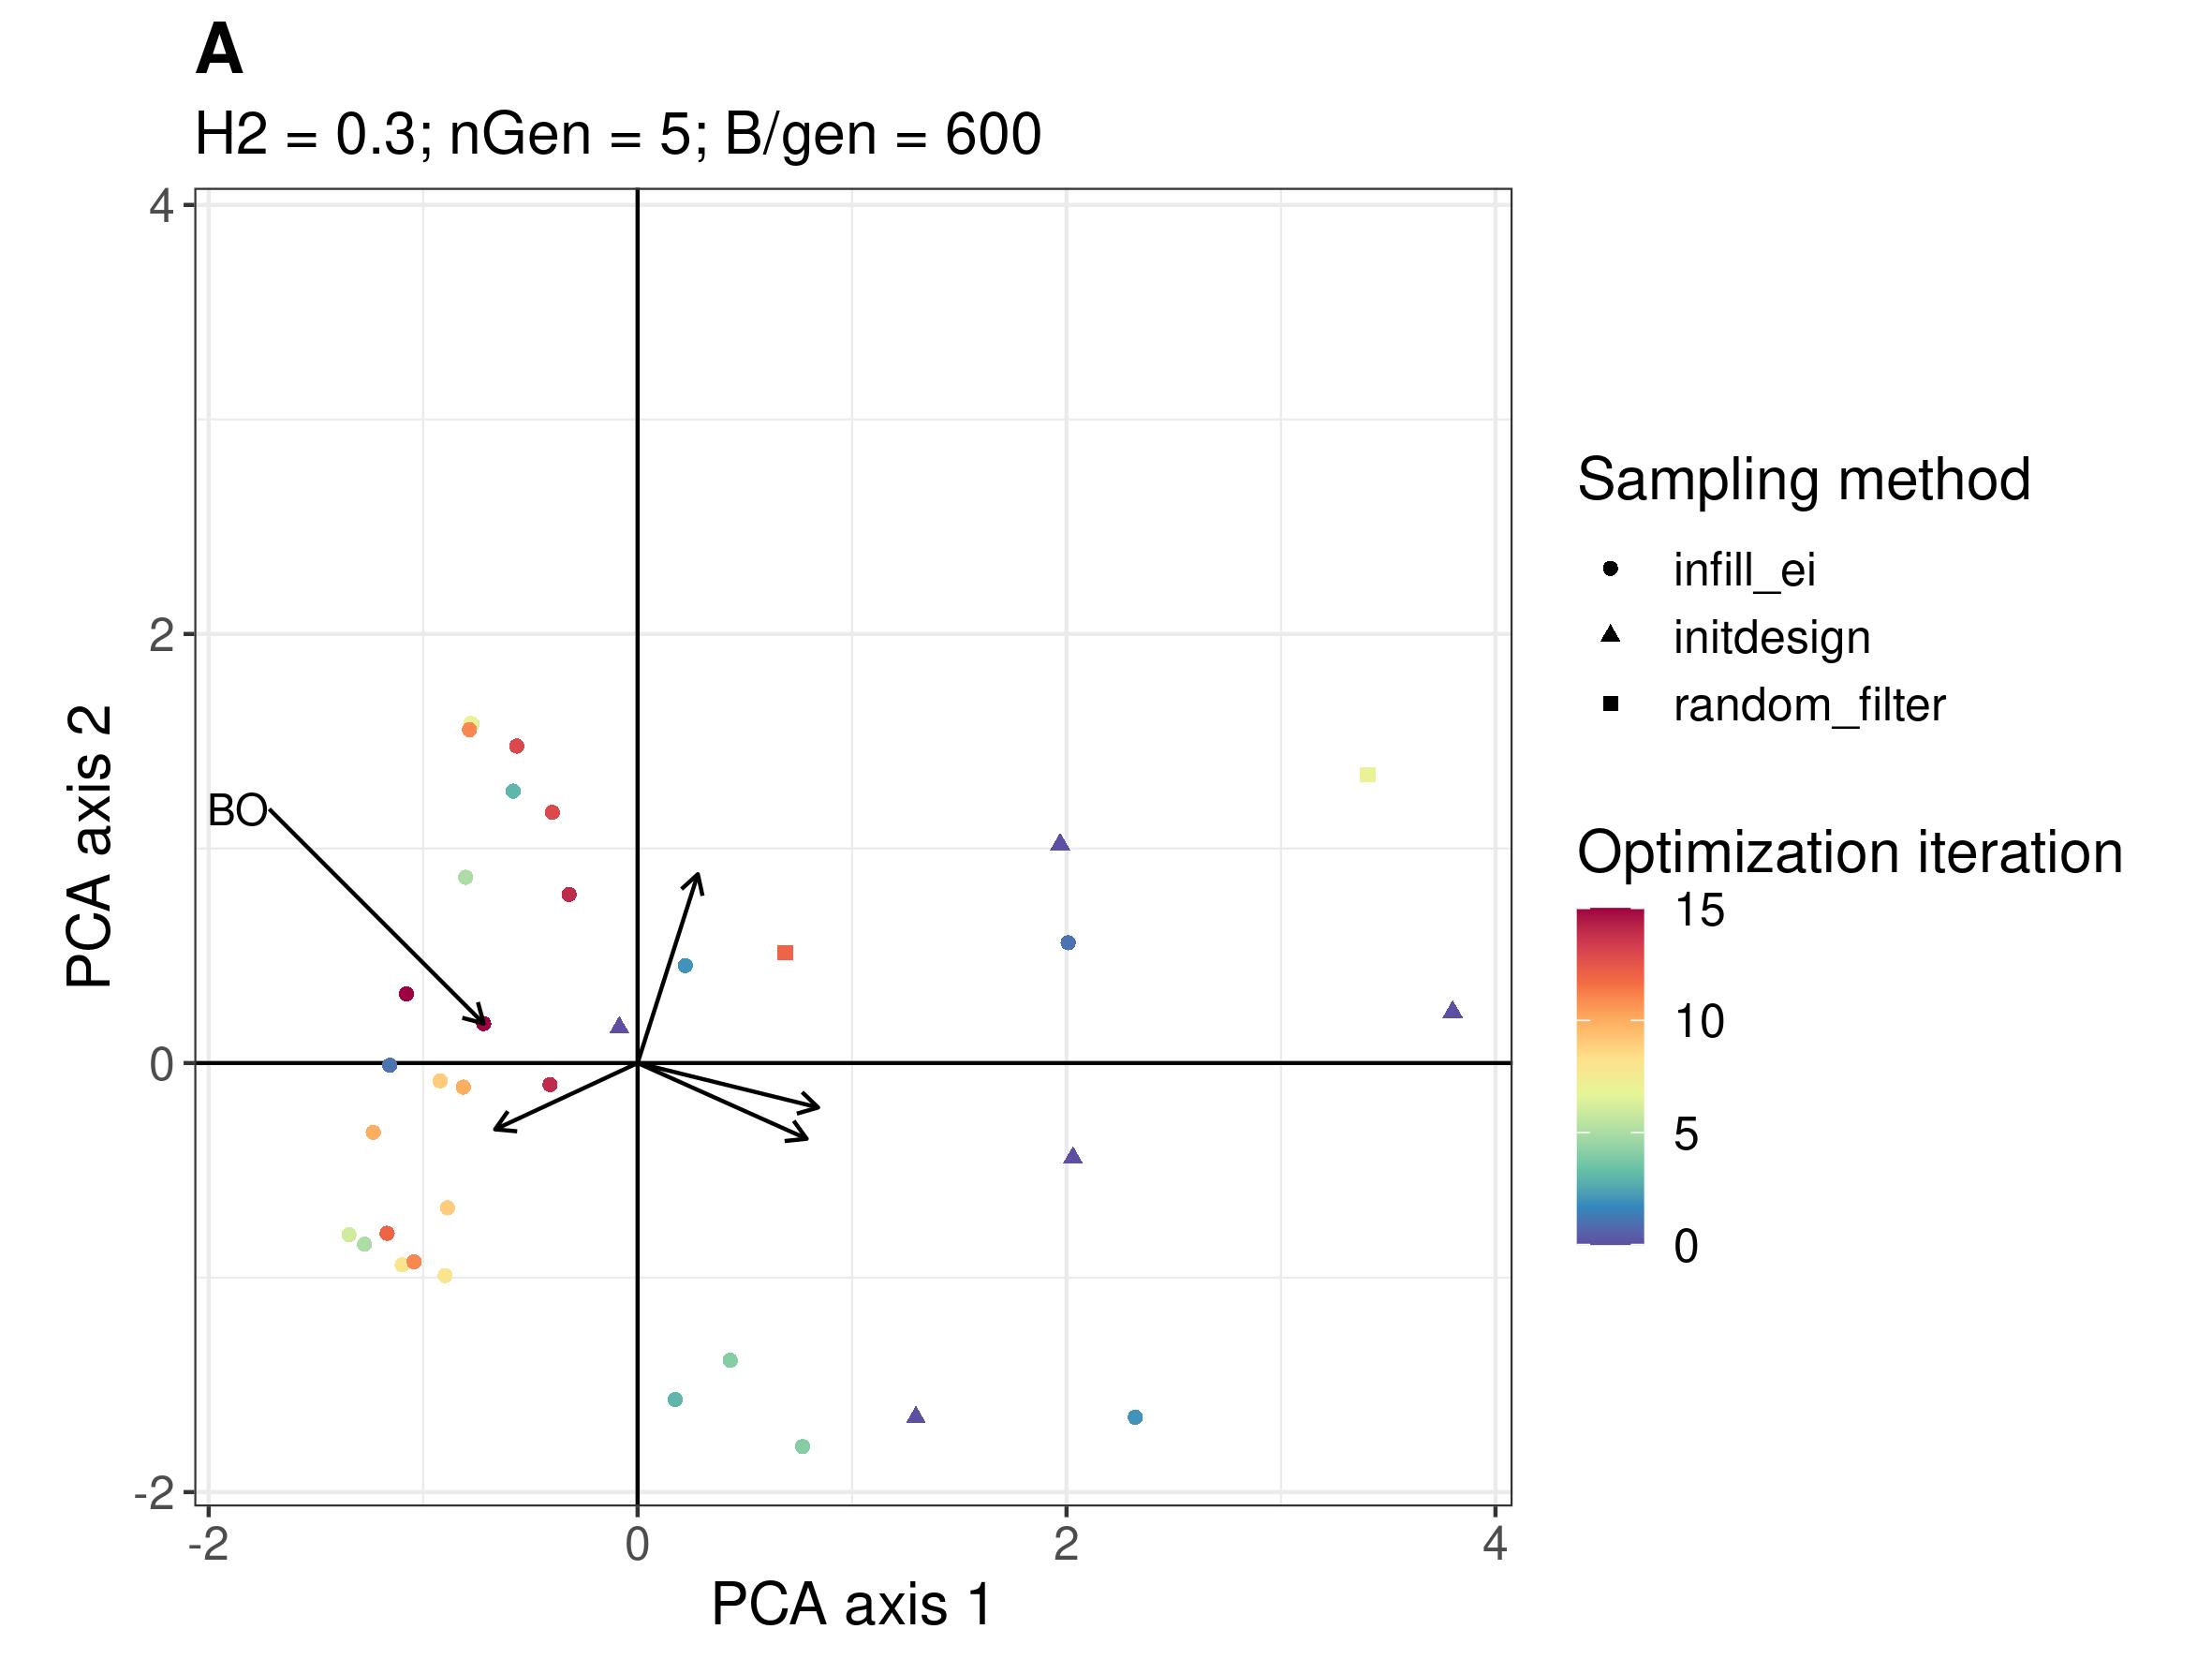 A
H2 = 0.3; nGen = 5; B/gen = 600
4
2
0
-2
-2 0 2 4
PCA axis 1
PCA axis 2
BO
Sampling method
infill_ei
initdesign
random_filter
Optimization iteration
15
10
5
0